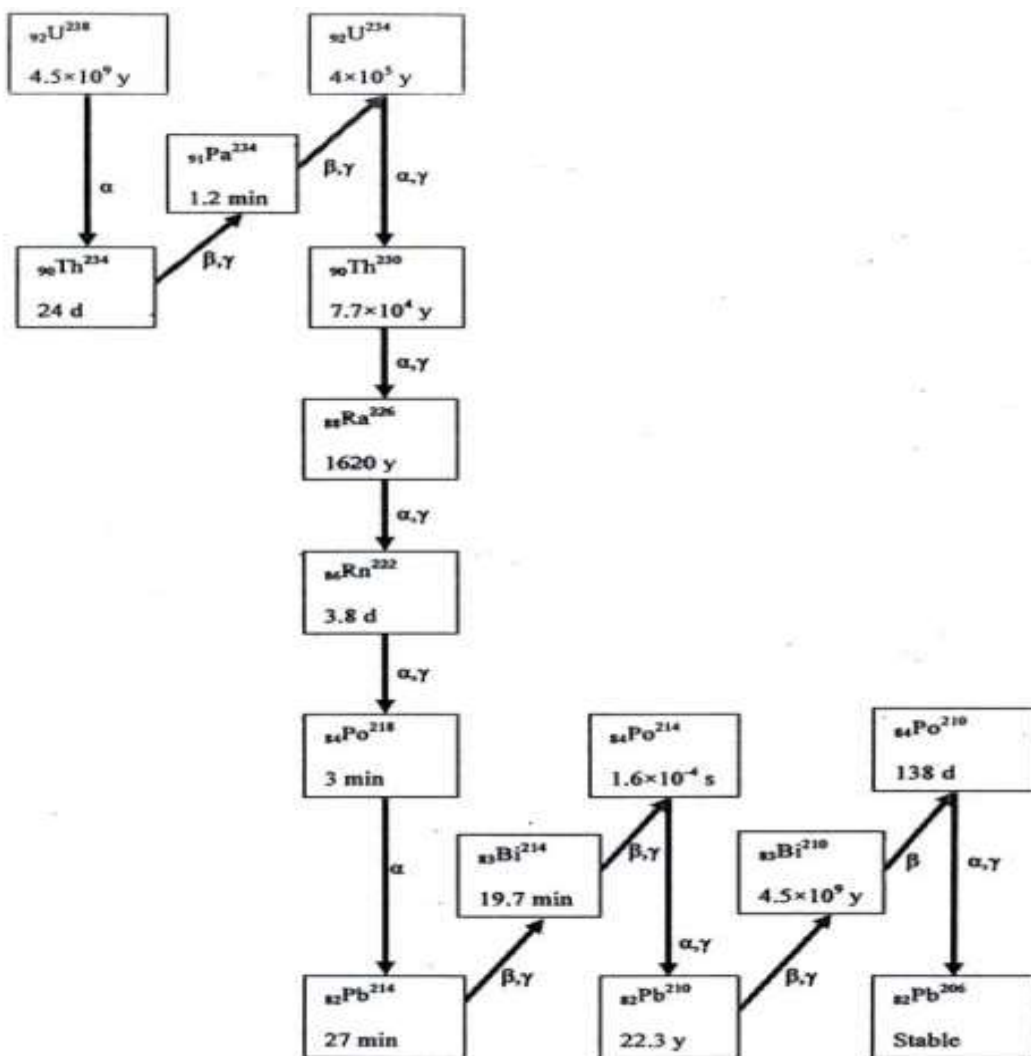 ₉₂U²³⁸
4.5×10⁹ y
₉₂U²³⁴
4×10⁵ y
₉₁Pa²³⁴
1.2 min
β,γ
α
α,γ
β,γ
₉₀Th²³⁴
24 d
₉₀Th²³⁰
7.7×10⁴ y
α,γ
₈₈Ra²²⁶
1620 y
α,γ
₈₆Rn²²²
3.8 d
α,γ
₈₄Po²¹⁸
3 min
₈₄Po²¹⁴
1.6×10⁻⁴ s
₈₄Po²¹⁰
138 d
α
₈₃Bi²¹⁴
19.7 min
β,γ
₈₃Bi²¹⁰
4.5×10⁹ y
β
α,γ
α,γ
β,γ
β,γ
₈₂Pb²¹⁴
27 min
₈₂Pb²¹⁰
22.3 y
₈₂Pb²⁰⁶
Stable